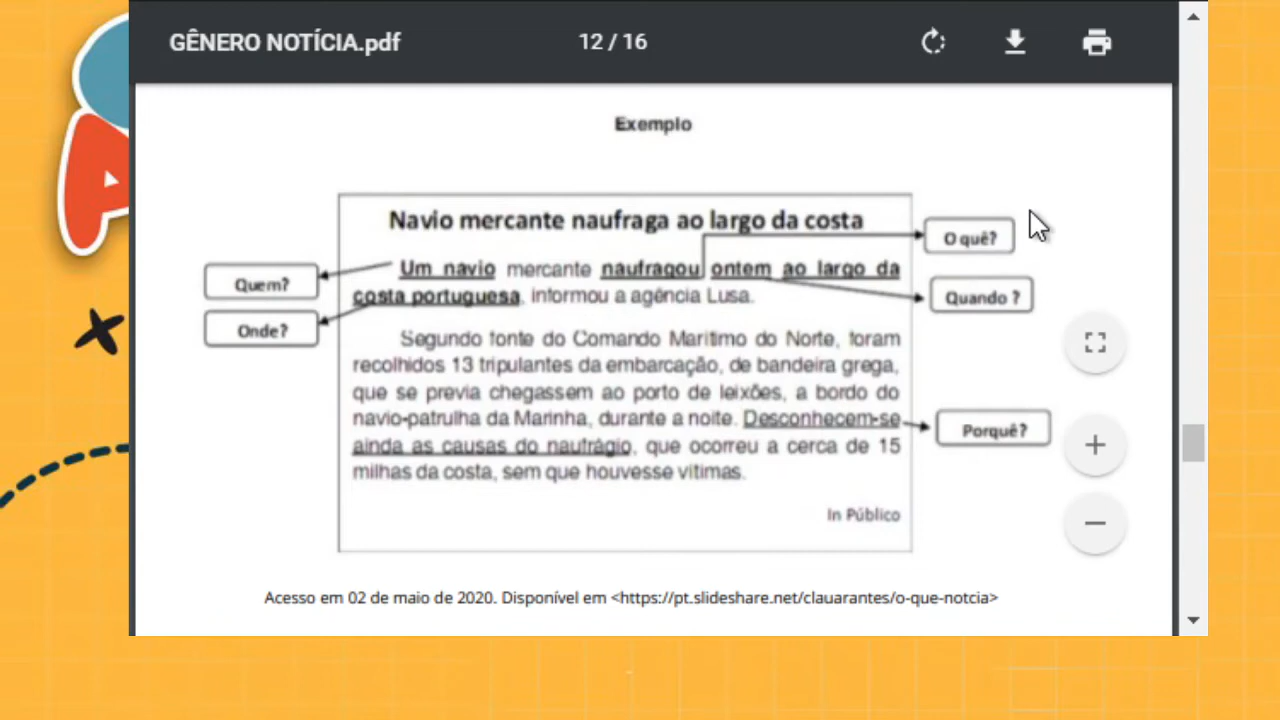 GÊNERO NOTÍCIA.pdf
12 / 16
Exemplo
Navio mercante naufraga ao largo da costa
O quê?
Um navio mercante naufragou ontem ao largo da
Quem?
costa portuguesa, informou a agência Lusa.
Quando ?
Onde?
Segundo fonte do Comando Marítimo do Norte, foram
recolhidos 13 tripulantes da embarcação, de bandeira grega,
que se previa chegassem ao porto de leixões, a bordo do
navio-patrulha da Marinha, durante a noite. Desconhecem-se
Porquê?
ainda as causas do naufrágio, que ocorreu a cerca de 15
milhas da costa, sem que houvesse vítimas.
In Público
Acesso em 02 de maio de 2020. Disponível em <https://pt.slideshare.net/clauarantes/o-que-notcia>